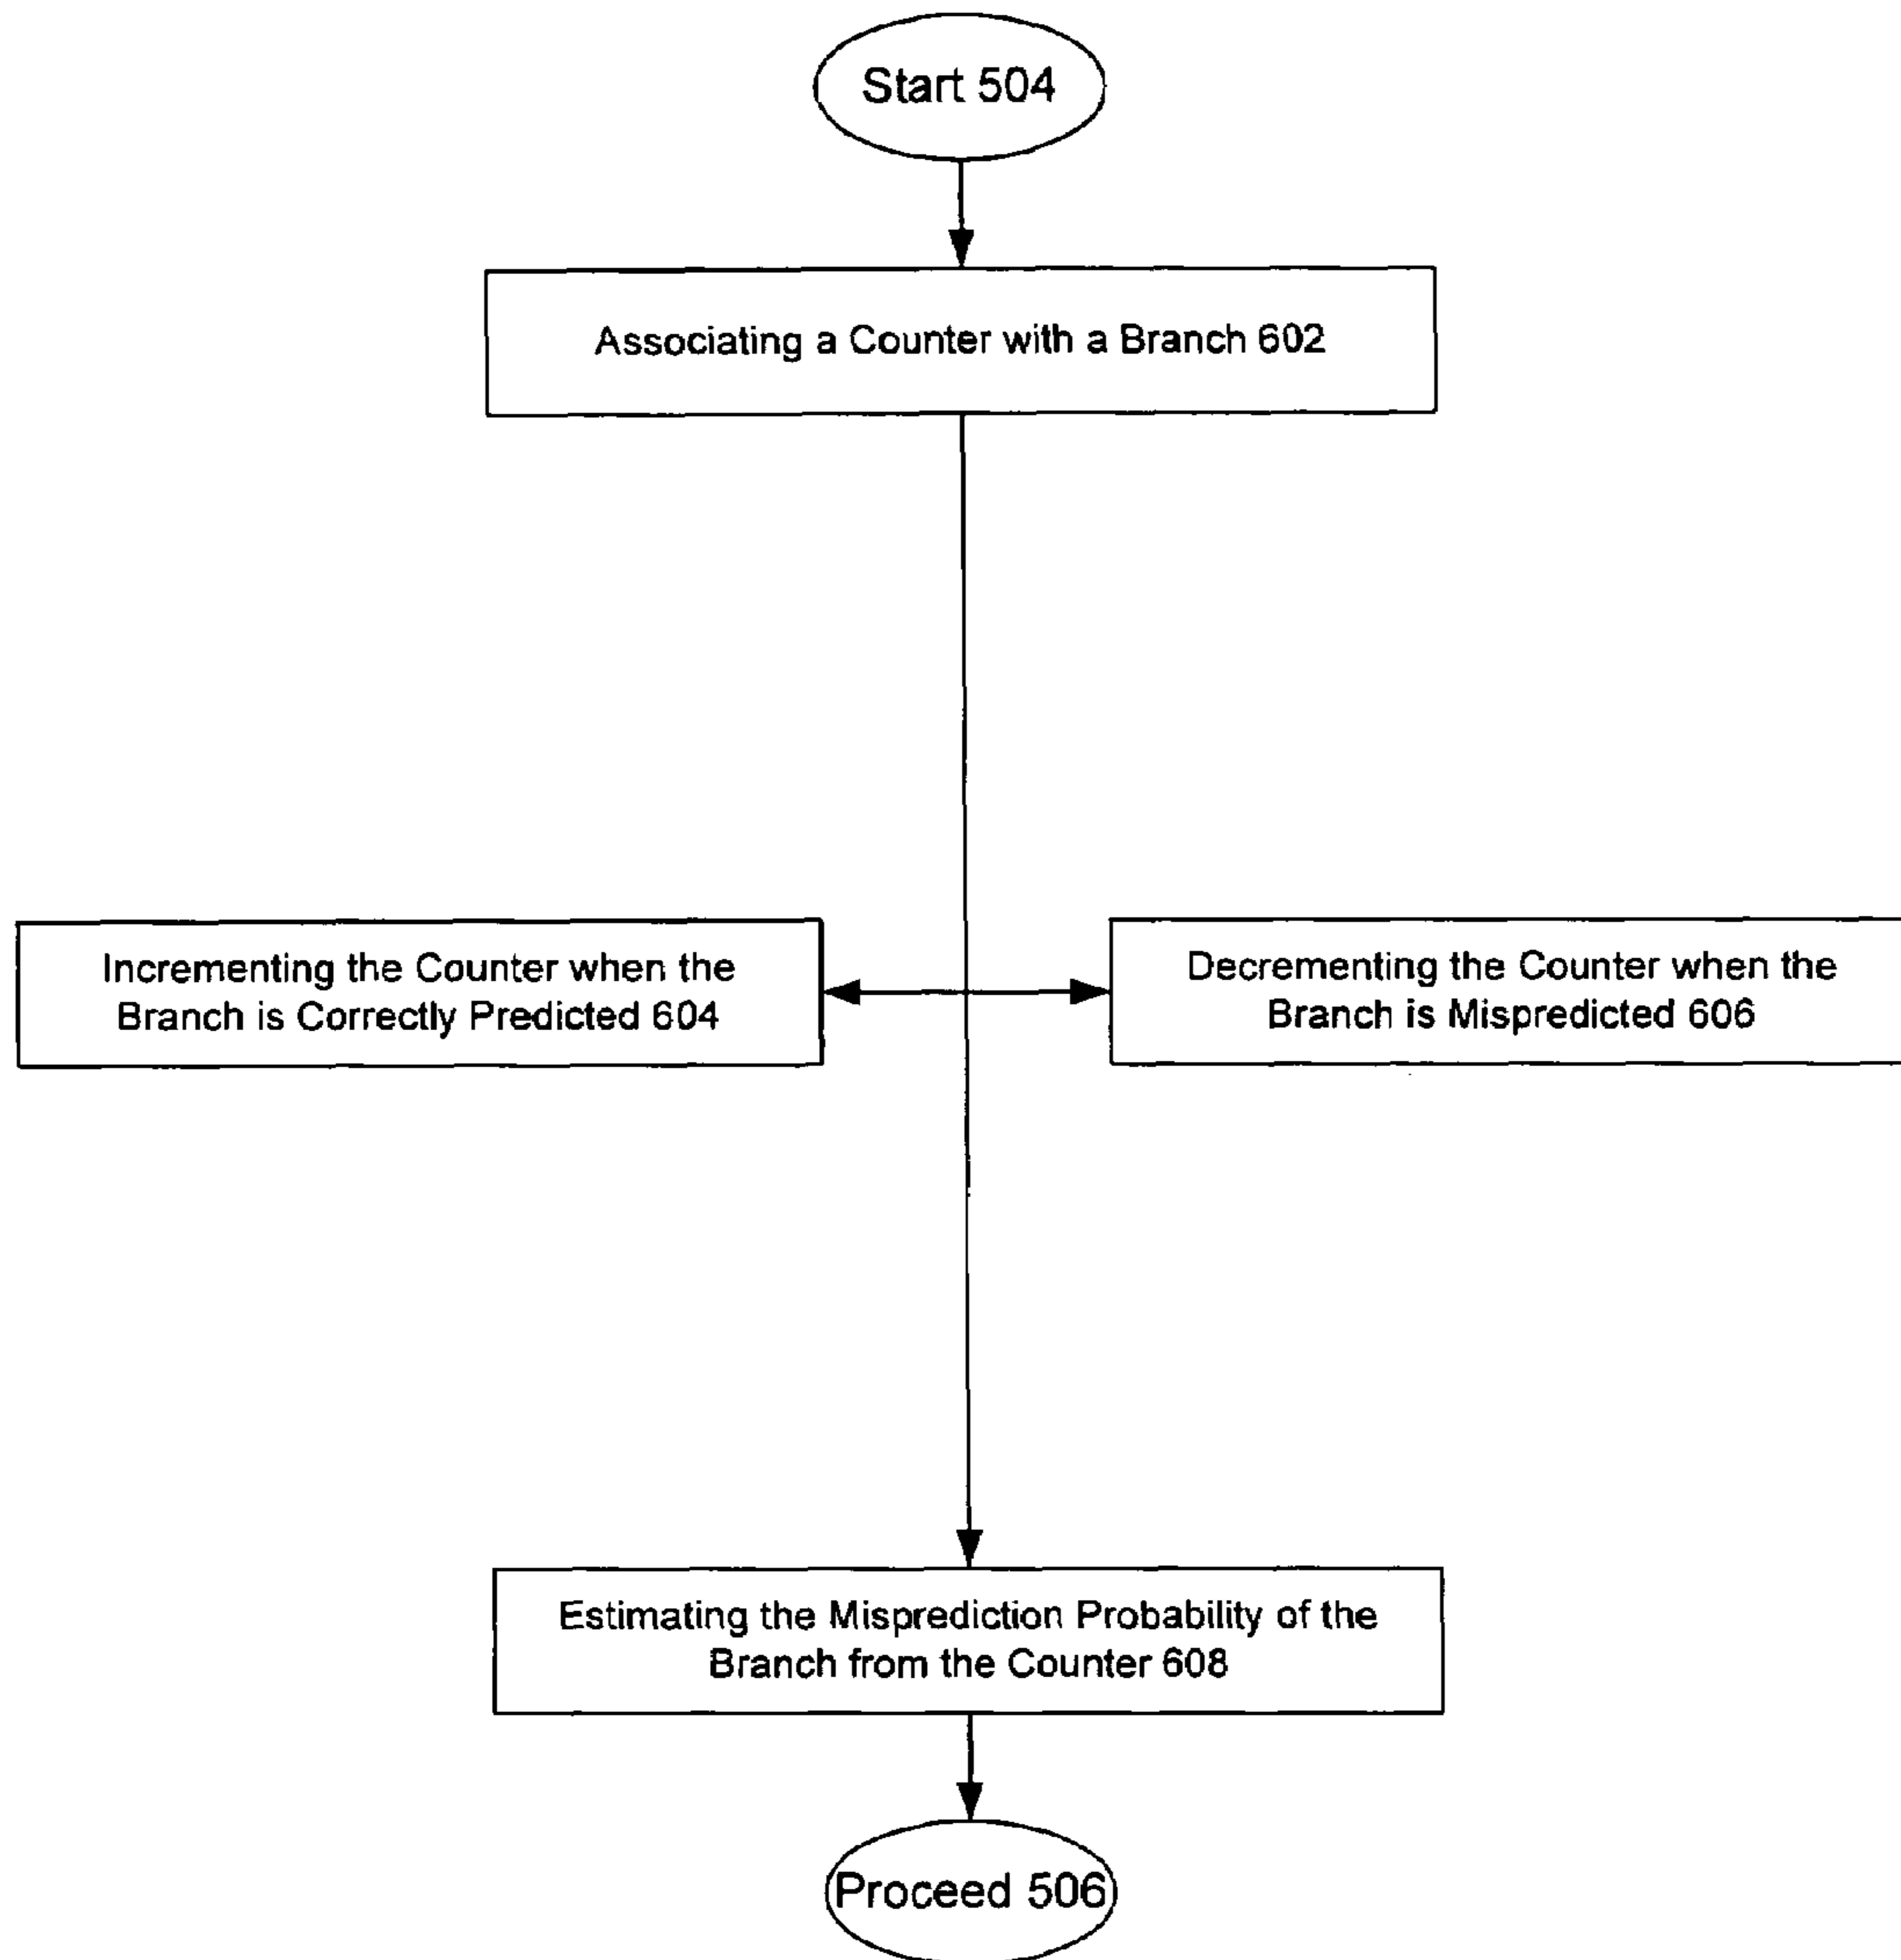 Start 504
Associating a Counter with a Branch 602
Incrementing the Counter when the
Branch is Correctly Predicted 604
Decrementing the Counter when the
Branch is Mispredicted 606
Estimating the Misprediction Probability of the
Branch from the Counter 608
Proceed 506